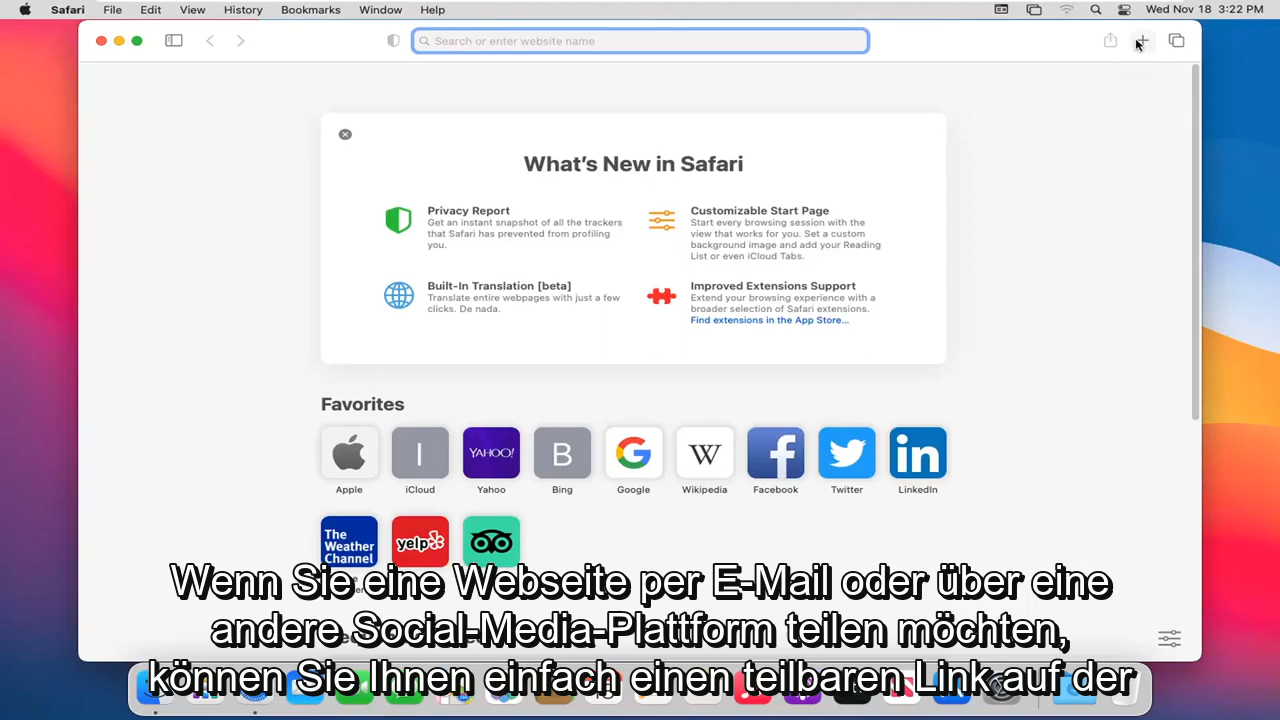 Safari File Edit View History Bookmarks Window Help Wed Nov 18 3:22 PM
Search or enter website name
What's New in Safari
Privacy Report
Get an instant snapshot of all the trackers
that Safari has prevented from profiling
you.
Customizable Start Page
Start every browsing session with the
view that works for you. Set a custom
background image and add your Reading
List or even iCloud Tabs.
Built-In Translation [beta]
Translate entire webpages with just a few
clicks. De nada.
Improved Extensions Support
Extend your browsing experience with a
broader selection of Safari extensions.
Find extensions in the App Store...
Favorites
I YAHOO! B G W f in
Apple iCloud Yahoo Bing Google Wikipedia Facebook Twitter LinkedIn
The
Weather
Channel
yelp
Wenn Sie eine Webseite per E-Mail oder über eine
andere Social-Media-Plattform teilen möchten,
können Sie Ihnen einfach einen teilbaren Link auf der